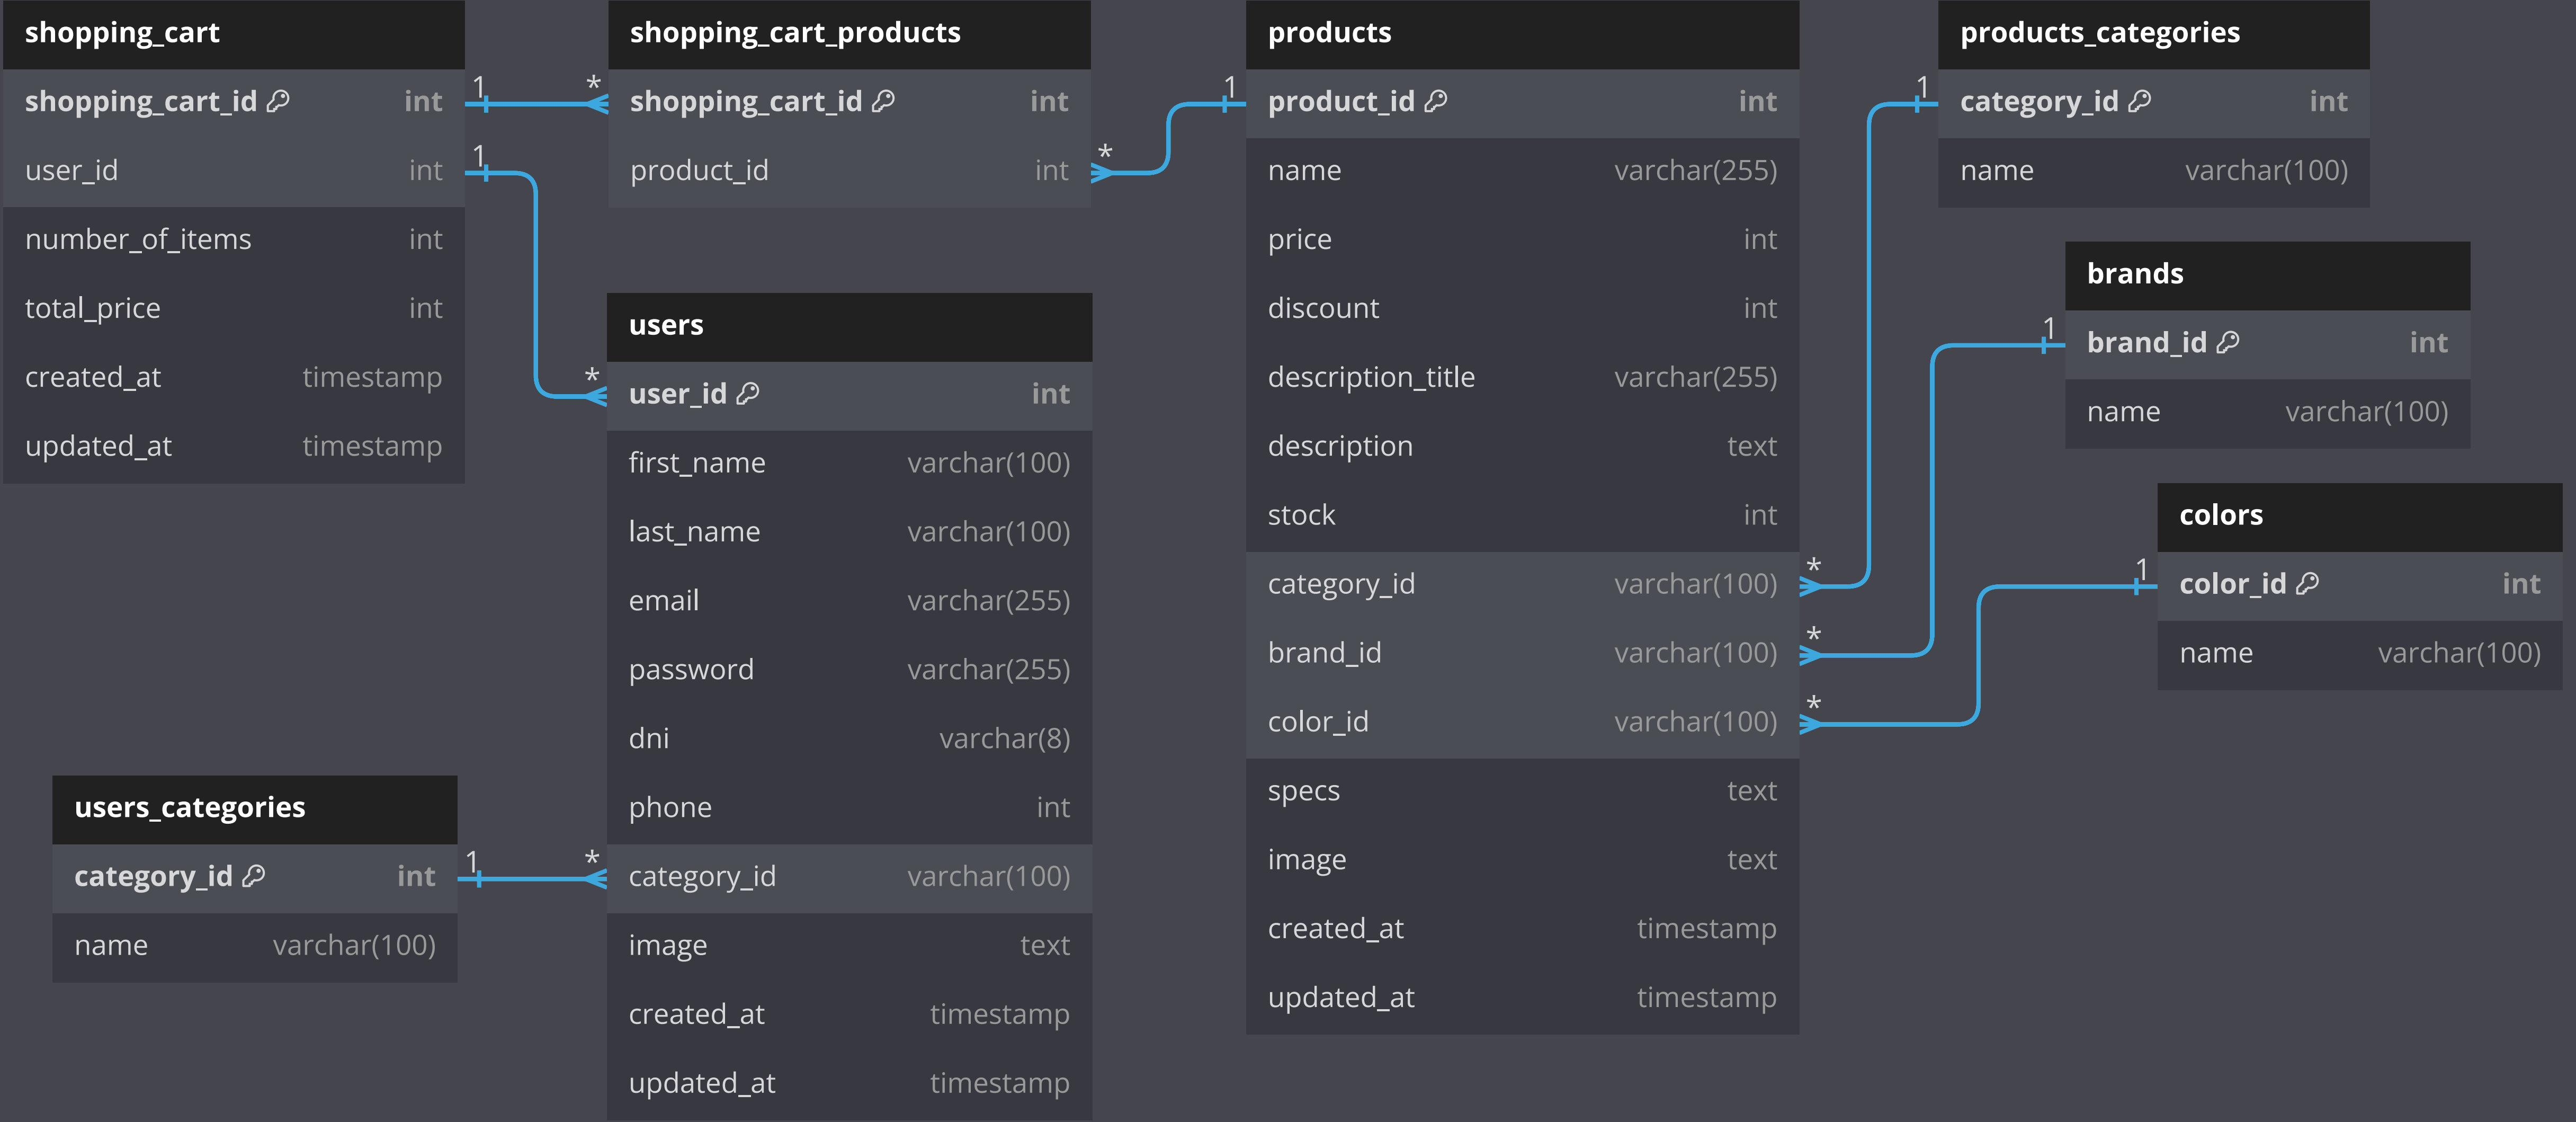 shopping_cart
shopping_cart_id int
user_id int
number_of_items int
total_price int
created_at timestamp
updated_at timestamp
1 *
1 *
shopping_cart_products
shopping_cart_id int
product_id int
* 1
users
user_id int
first_name varchar(100)
last_name varchar(100)
email varchar(255)
password varchar(255)
dni varchar(8)
phone int
category_id varchar(100)
image text
created_at timestamp
updated_at timestamp
users_categories
category_id int
name varchar(100)
1 *
products
product_id int
name varchar(255)
price int
discount int
description_title varchar(255)
description text
stock int
category_id varchar(100)
brand_id varchar(100)
color_id varchar(100)
specs text
image text
created_at timestamp
updated_at timestamp
* 1
* 1
* 1
products_categories
category_id int
name varchar(100)
brands
brand_id int
name varchar(100)
colors
color_id int
name varchar(100)